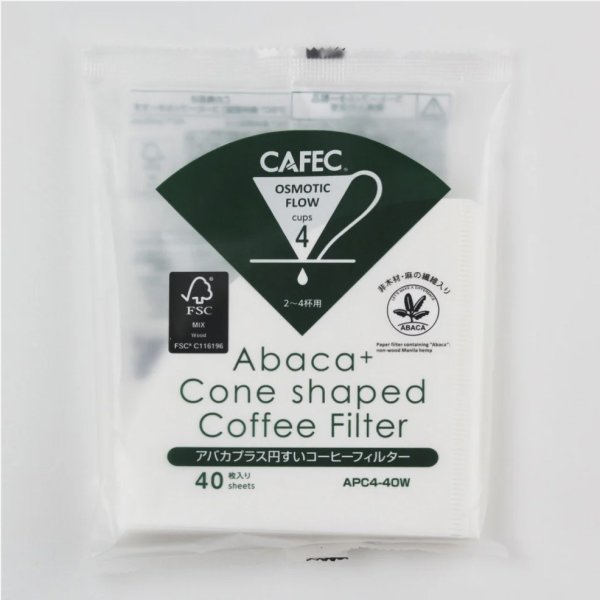 CAFEC®
OSMOTIC
FLOW
cups
4
2〜4杯用
FSC
MIX
Wood
FSC® C116196
非木材・麻の繊維入り
LET'S MAKE A DIFFERENCE
ABACA
Paper filter containing "Abaca":
non-wood Manila hemp
Abaca+
Cone shaped
Coffee Filter
アバカプラス円すいコーヒーフィルター
40 枚入り
sheets
APC4-40W